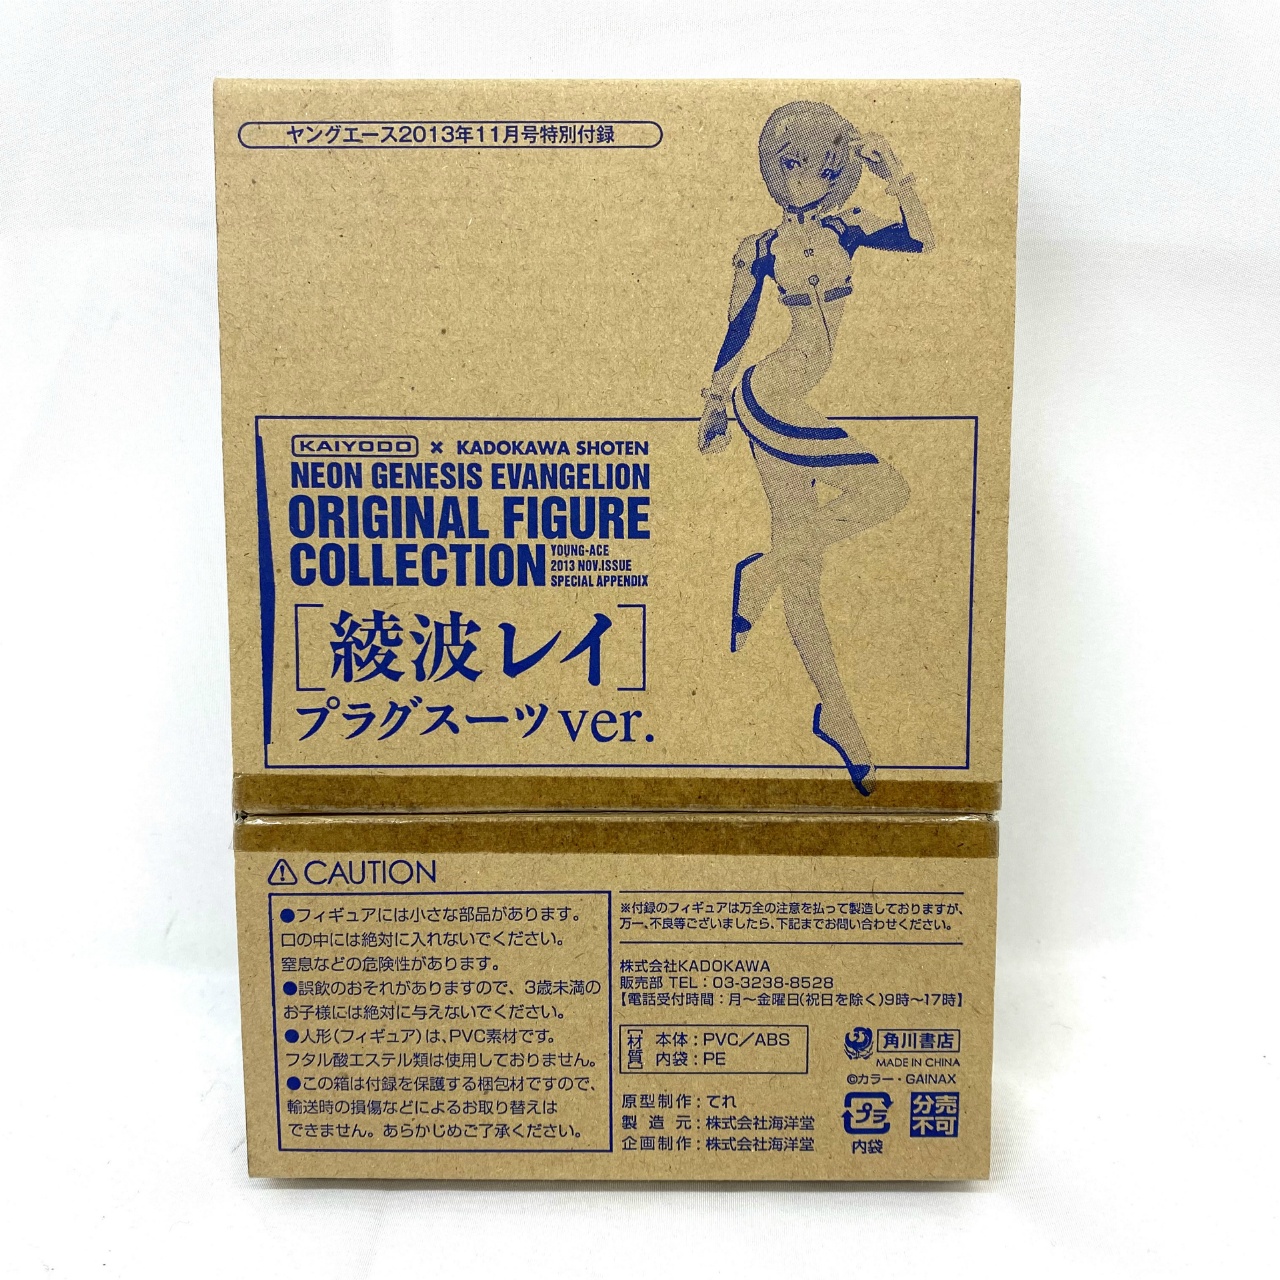 ヤングエース2013年11月号特別付録
KAIYODO × KADOKAWA SHOTEN
NEON GENESIS EVANGELION
ORIGINAL FIGURE
COLLECTION
YOUNG-ACE
2013 NOV.ISSUE
SPECIAL APPENDIX
[綾波レイ]
プラグスーツver.
CAUTION
●フィギュアには小さな部品があります。
口の中には絶対に入れないでください。
窒息などの危険性があります。
●誤飲のおそれがありますので、3歳未満の
お子様には絶対に与えないでください。
●人形(フィギュア)は、PVC素材です。
フタル酸エステル類は使用しておりません。
●この箱は付録を保護する梱包材ですので、
輸送時の損傷などによるお取り替えは
できません。あらかじめご了承ください。
※付録のフィギュアは万全の注意を払って製造しておりますが、
万一、不良等ございましたら、下記までお問い合わせください。
株式会社KADOKAWA
販売部 TEL:03-3238-8528
【電話受付時間:月〜金曜日(祝日を除く)9時〜17時】
[材質] 本体:PVC/ABS
内袋:PE
角川書店
MADE IN CHINA
©カラー・GAINAX
原型制作:てれ
製造元:株式会社海洋堂
企画制作:株式会社海洋堂
プラ
内袋
分売
不可